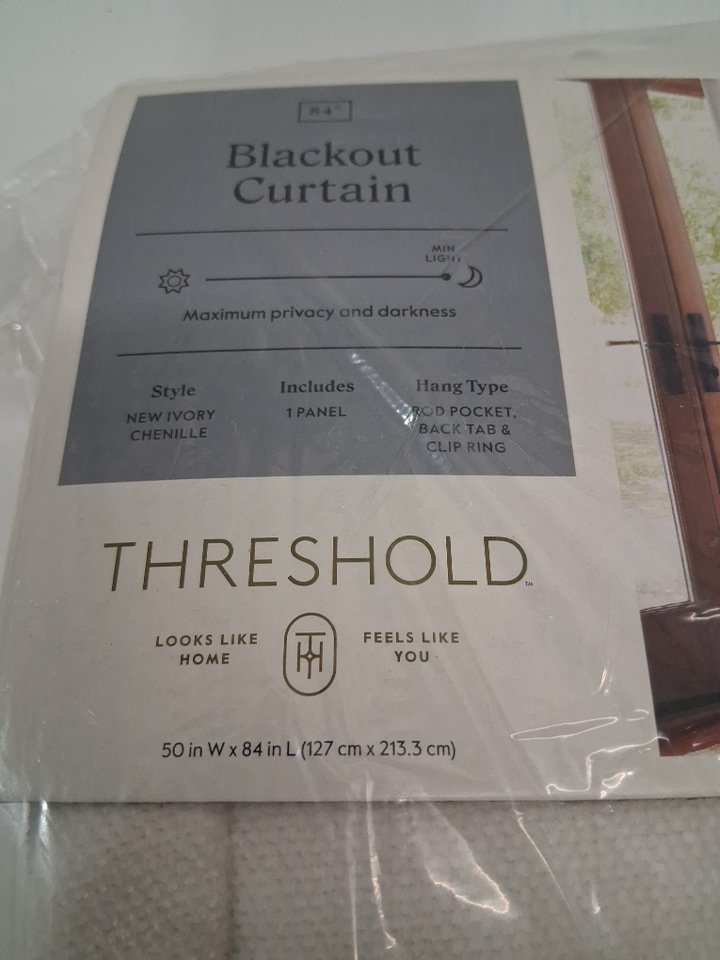 84"
Blackout
Curtain
MIN
LIGHT
Maximum privacy and darkness
Style
NEW IVORY
CHENILLE
Includes
1 PANEL
Hang Type
ROD POCKET,
BACK TAB &
CLIP RING
THRESHOLD™
LOOKS LIKE
HOME
TH
FEELS LIKE
YOU
50 in W x 84 in L (127 cm x 213.3 cm)